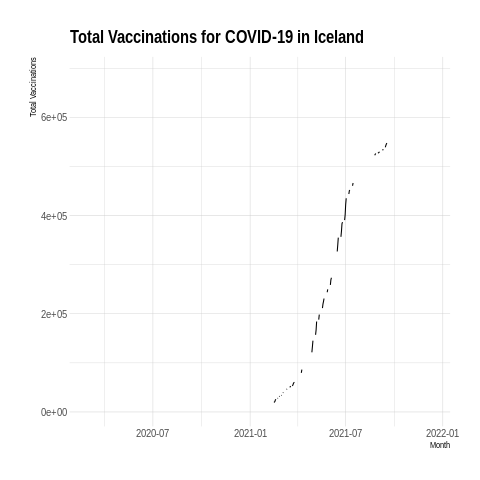 Total Vaccinations for COVID-19 in Iceland
Total Vaccinations
6e+05
4e+05
2e+05
0e+00
2020-07
2021-01
2021-07
2022-01
Month